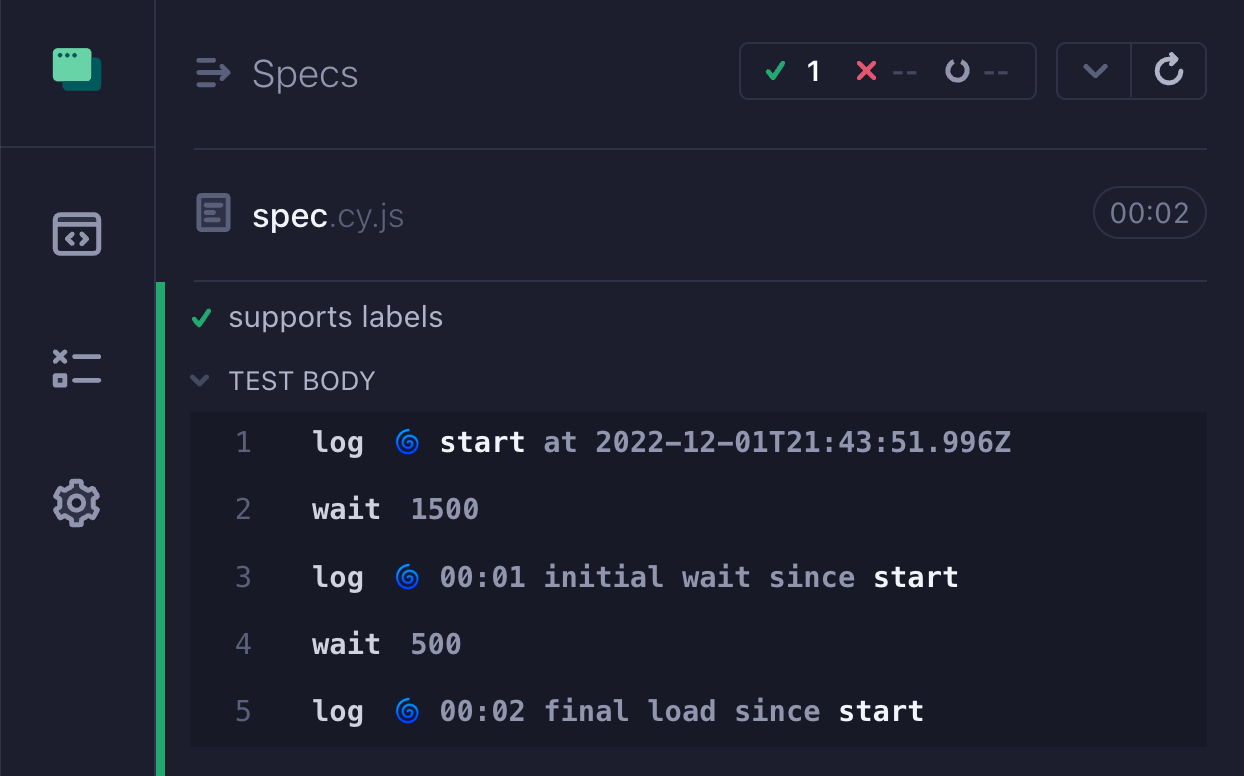 Specs 1 -- --
spec.cy.js 00:02
supports labels
TEST BODY
1 log 🌀 start at 2022-12-01T21:43:51.996Z
2 wait 1500
3 log 🌀 00:01 initial wait since start
4 wait 500
5 log 🌀 00:02 final load since start